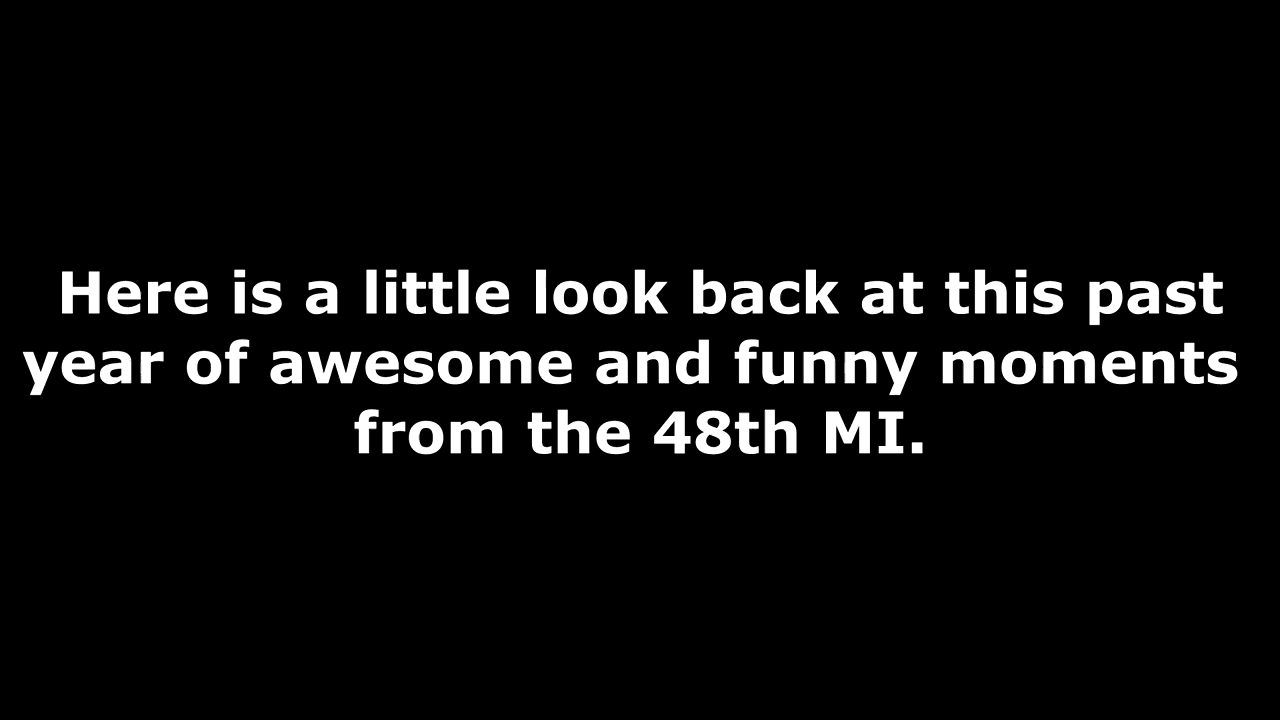 Here is a little look back at this past
year of awesome and funny moments
from the 48th MI.